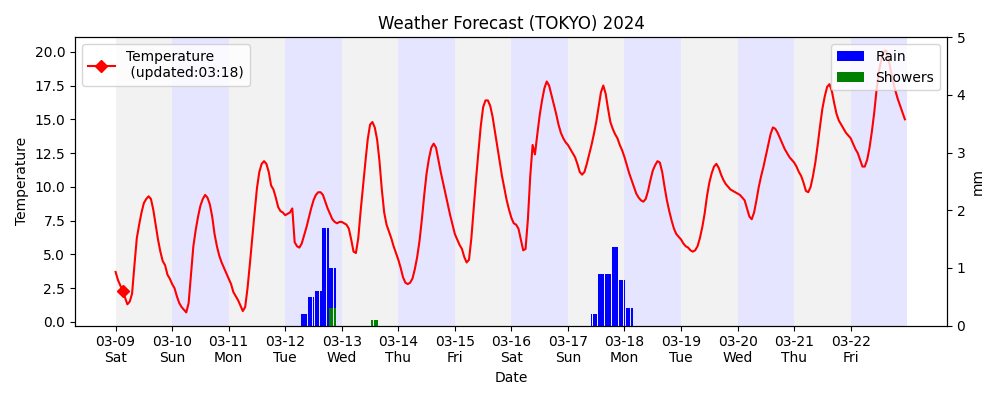 Weather Forecast (TOKYO) 2024
Temperature
(updated:03:18)
Rain
Showers
20.0
17.5
15.0
12.5
10.0
7.5
5.0
2.5
0.0
Temperature
5
4
3
2
1
0
mm
03-09 03-10 03-11 03-12 03-13 03-14 03-15 03-16 03-17 03-18 03-19 03-20 03-21 03-22
Sat Sun Mon Tue Wed Thu Fri Sat Sun Mon Tue Wed Thu Fri
Date